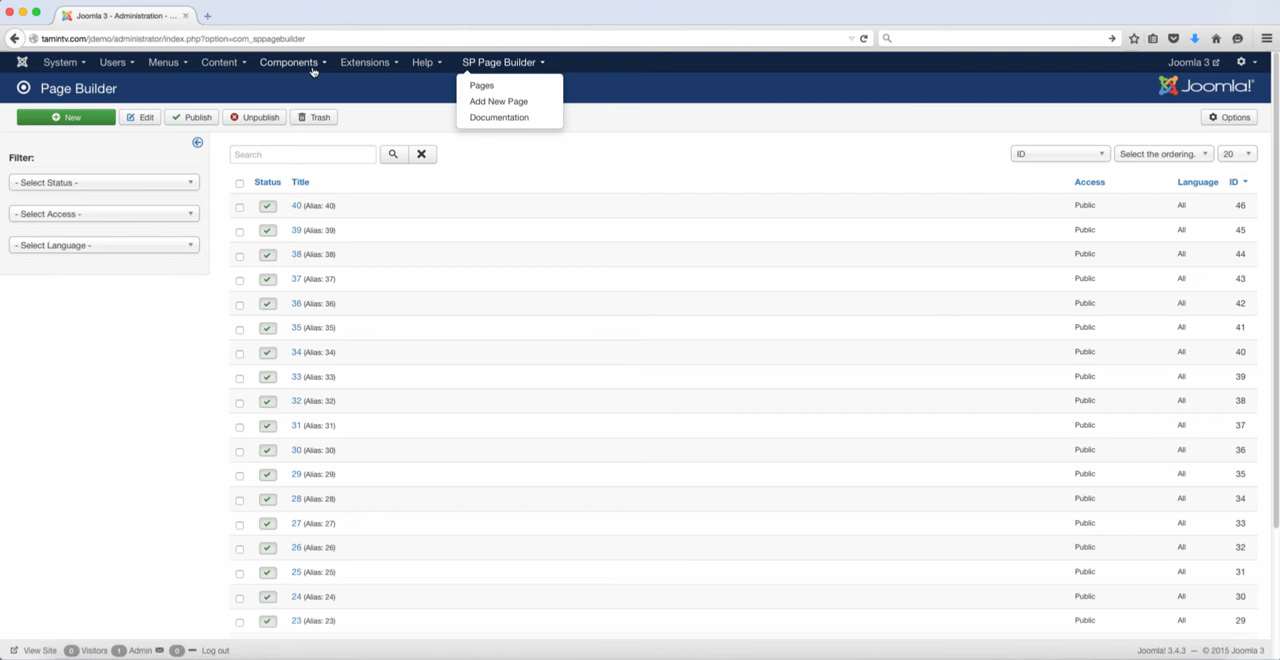 Joomla 3 - Administration - ...
tamintv.com/jdemo/administrator/index.php?option=com_sppagebuilder
System Users Menus Content Components Extensions Help SP Page Builder Joomla 3
Page Builder Joomla!
Pages
Add New Page
Documentation
New Edit Publish Unpublish Trash Options
Filter:
- Select Status -
- Select Access -
- Select Language -
Search ID Select the ordering. 20
Status Title Access Language ID
40 (Alias: 40) Public All 46
39 (Alias: 39) Public All 45
38 (Alias: 38) Public All 44
37 (Alias: 37) Public All 43
36 (Alias: 36) Public All 42
35 (Alias: 35) Public All 41
34 (Alias: 34) Public All 40
33 (Alias: 33) Public All 39
32 (Alias: 32) Public All 38
31 (Alias: 31) Public All 37
30 (Alias: 30) Public All 36
29 (Alias: 29) Public All 35
28 (Alias: 28) Public All 34
27 (Alias: 27) Public All 33
26 (Alias: 26) Public All 32
25 (Alias: 25) Public All 31
24 (Alias: 24) Public All 30
23 (Alias: 23) Public All 29
View Site 0 Visitors 1 Admin 0 Log out Joomla! 3.4.3 — © 2015 Joomla 3